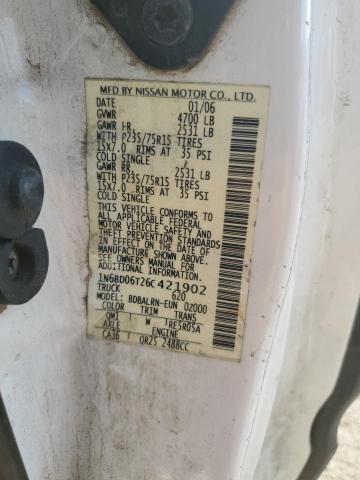 MFD BY NISSAN MOTOR CO., LTD.
DATE 01/06
GVWR 4700 LB
GAWR FR. 2531 LB
WITH P235/75R15 TIRES
15X7.0 RIMS AT 35 PSI
COLD SINGLE
GAWR RR 2531 LB
WITH P235/75R15 TIRES
15X7.0 RIMS AT 35 PSI
COLD SINGLE
THIS VEHICLE CONFORMS TO
ALL APPLICABLE FEDERAL
MOTOR VEHICLE SAFETY AND
THEFT PREVENTION STANDARDS
IN EFFECT ON THE DATE OF
MANUFACTURE SHOWN ABOVE.
SEE OWNERS MANUAL FOR
ADDITIONAL INFORMATION
1N6BD06T26C421902
TRUCK 620
MODEL: BDBALRN-EUN 02000
COLOR TRIM TRANS
QM1 W TRE5R05A
AXLE ENGINE
CA36 QR25 2488CC